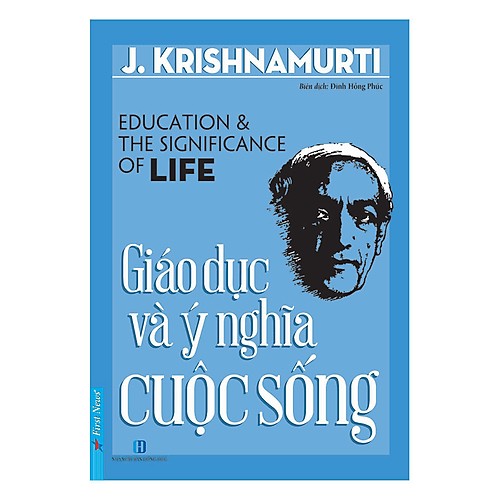 J. KRISHNAMURTI
Biên dịch: Đinh Hồng Phúc
EDUCATION &
THE SIGNIFICANCE
OF LIFE
Giáo dục
và ý nghĩa
cuộc sống
First News
H